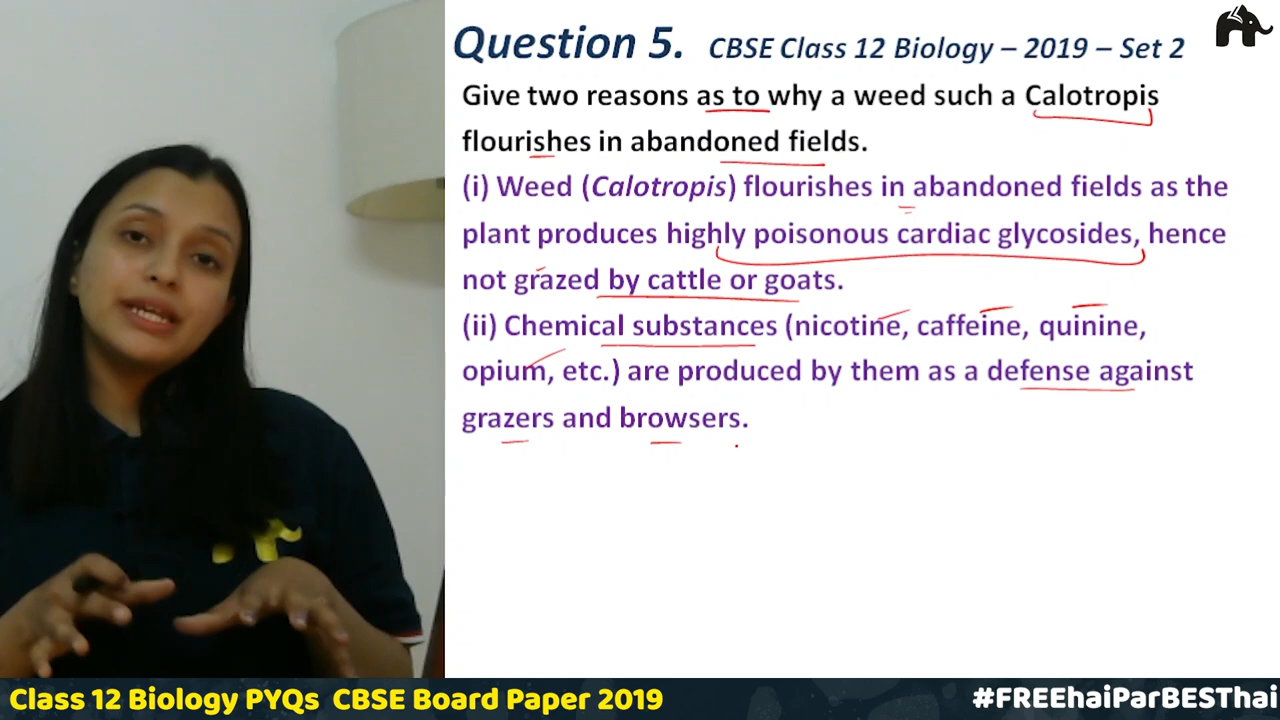 Question 5. CBSE Class 12 Biology – 2019 – Set 2
Give two reasons as to why a weed such a Calotropis
flourishes in abandoned fields.
(i) Weed (Calotropis) flourishes in abandoned fields as the
plant produces highly poisonous cardiac glycosides, hence
not grazed by cattle or goats.
(ii) Chemical substances (nicotine, caffeine, quinine,
opium, etc.) are produced by them as a defense against
grazers and browsers.
Class 12 Biology PYQs CBSE Board Paper 2019
#FREEhaiParBESThai